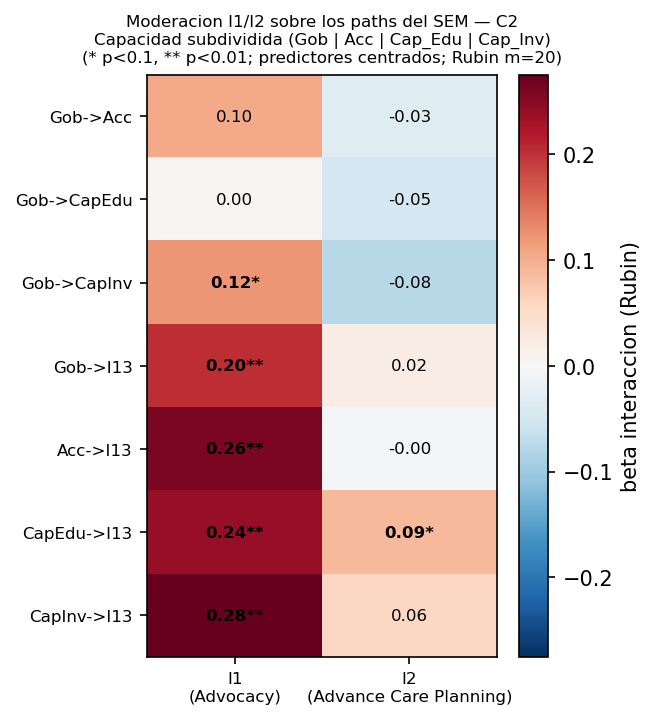 Moderacion I1/I2 sobre los paths del SEM — C2
Capacidad subdividida (Gob | Acc | Cap_Edu | Cap_Inv)
(* p<0.1, ** p<0.01; predictores centrados; Rubin m=20)
Gob->Acc 0.10 -0.03
Gob->CapEdu 0.00 -0.05
Gob->CapInv 0.12* -0.08
Gob->I13 0.20** 0.02
Acc->I13 0.26** -0.00
CapEdu->I13 0.24** 0.09*
CapInv->I13 0.28** 0.06
I1 I2
(Advocacy) (Advance Care Planning)
0.2
0.1
0.0
−0.1
−0.2
beta interaccion (Rubin)